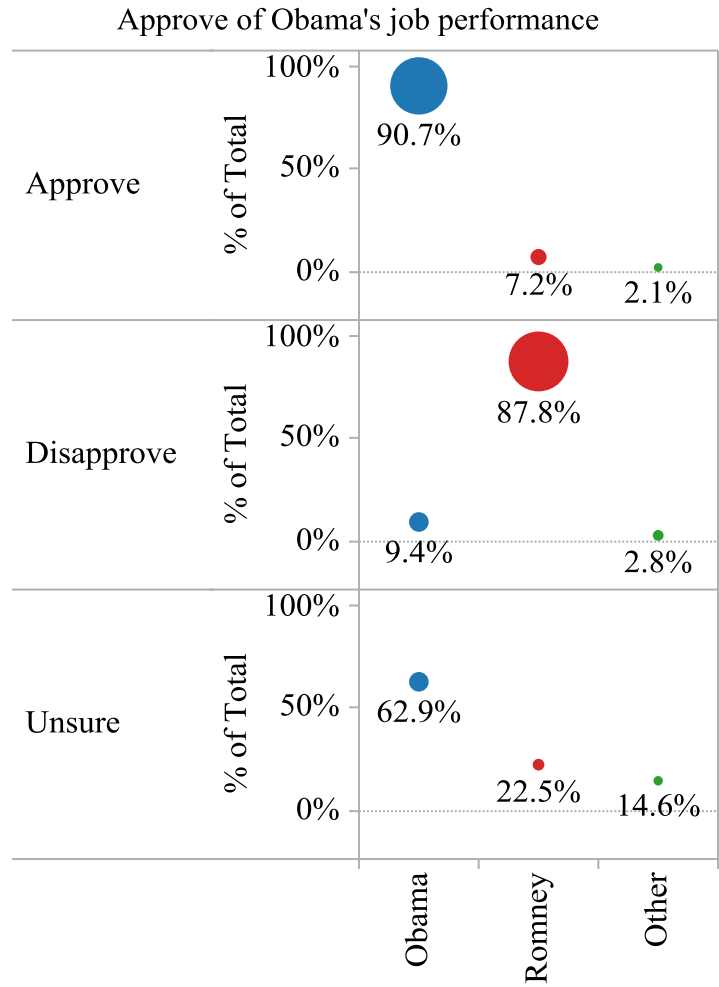 Approve of Obama's job performance
Approve
% of Total
100%
50%
0%
90.7%
7.2%
2.1%
Disapprove
% of Total
100%
50%
0%
87.8%
9.4%
2.8%
Unsure
% of Total
100%
50%
0%
62.9%
22.5%
14.6%
Obama
Romney
Other